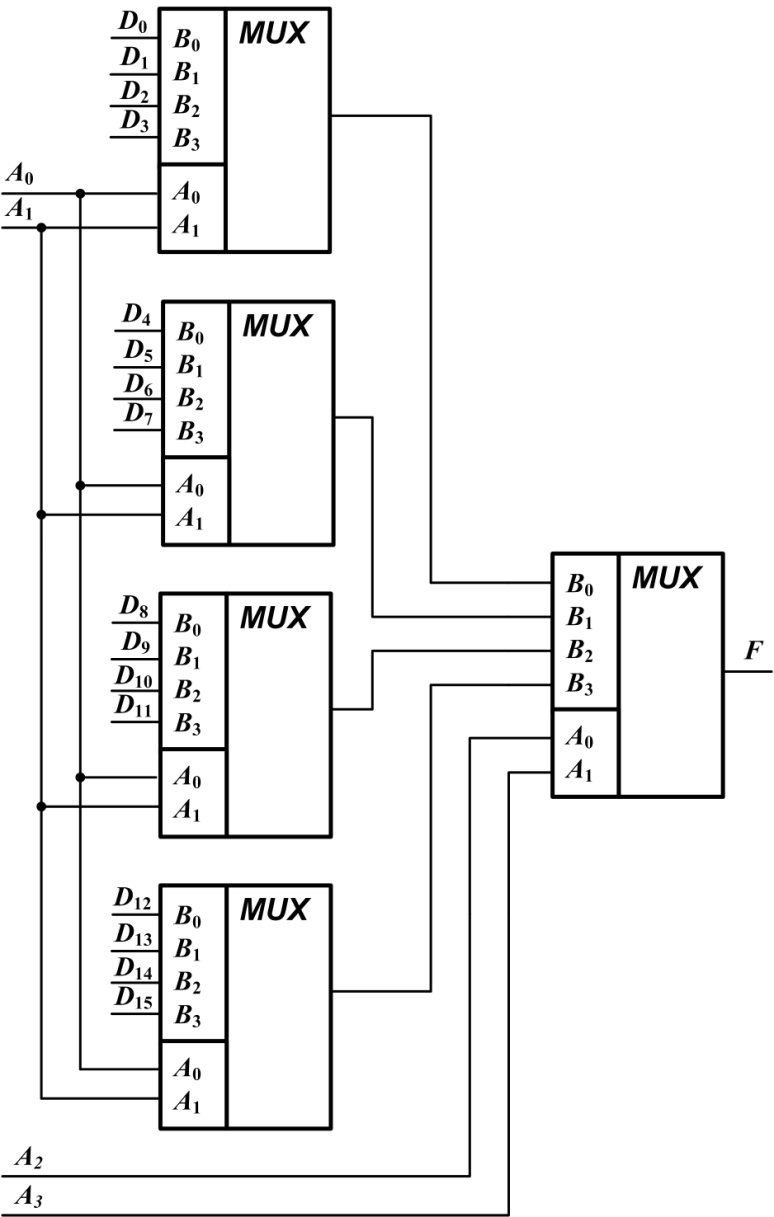 D₀ B₀ MUX
D₁ B₁
D₂ B₂
D₃ B₃
A₀ A₀
A₁ A₁
D₄ B₀ MUX
D₅ B₁
D₆ B₂
D₇ B₃
A₀
A₁
B₀ MUX
B₁
B₂ F
B₃
A₀
A₁
D₈ B₀ MUX
D₉ B₁
D₁₀ B₂
D₁₁ B₃
A₀
A₁
D₁₂ B₀ MUX
D₁₃ B₁
D₁₄ B₂
D₁₅ B₃
A₀
A₁
A₂
A₃